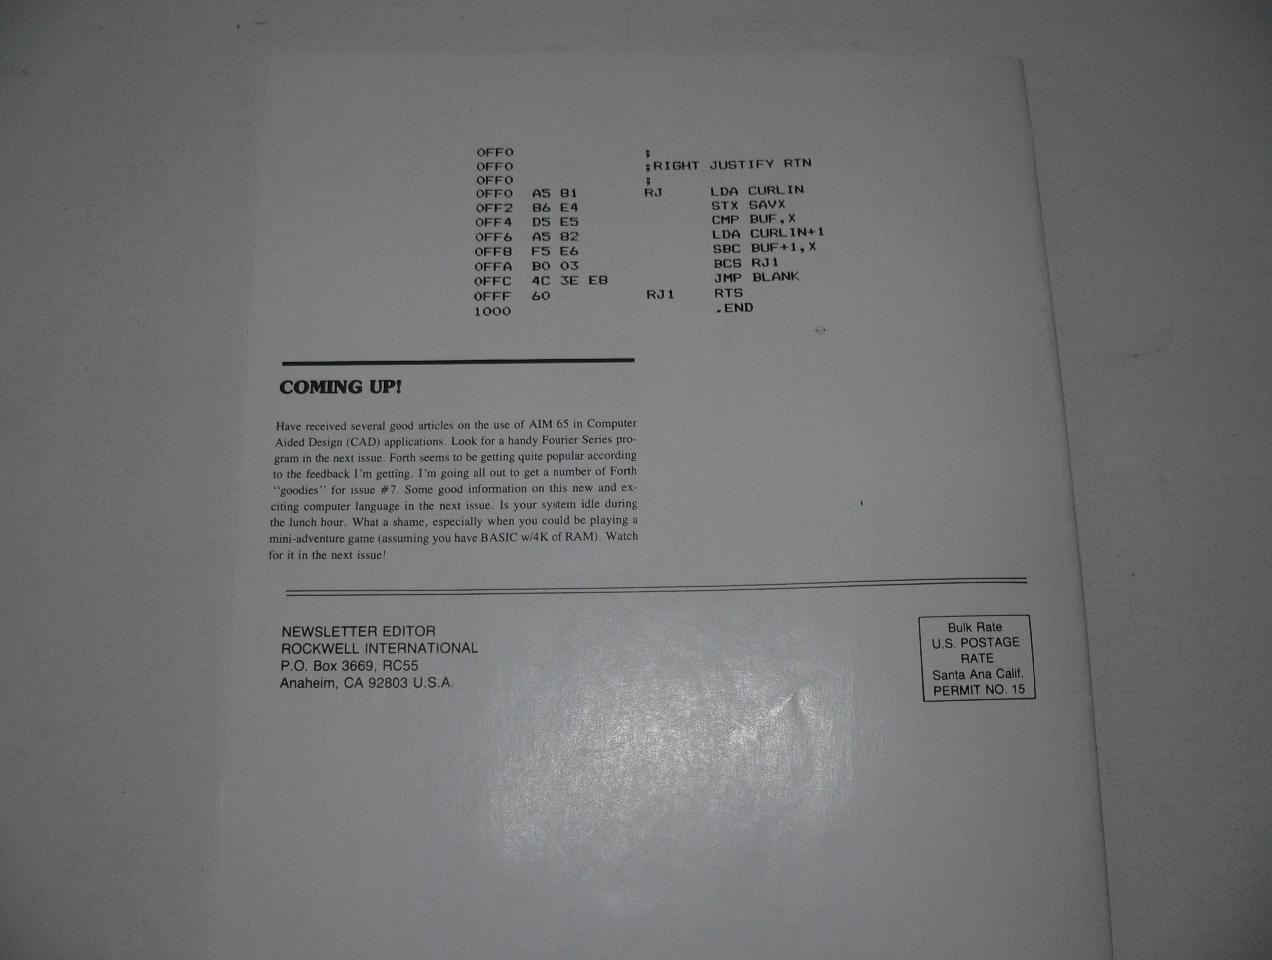 0FF0 ;
0FF0 ;RIGHT JUSTIFY RTN
0FF0 ;
0FF0 A5 81 RJ LDA CURLIN
0FF2 86 E4 STX SAVX
0FF4 D5 E5 CMP BUF,X
0FF6 A5 82 LDA CURLIN+1
0FF8 F5 E6 SBC BUF+1,X
0FFA B0 03 BCS RJ1
0FFC 4C 3E E8 JMP BLANK
0FFF 60 RJ1 RTS
1000 .END
COMING UP!
Have received several good articles on the use of AIM 65 in Computer
Aided Design (CAD) applications. Look for a handy Fourier Series pro-
gram in the next issue. Forth seems to be getting quite popular according
to the feedback I'm getting. I'm going all out to get a number of Forth
"goodies" for issue #7. Some good information on this new and ex-
citing computer language in the next issue. Is your system idle during
the lunch hour. What a shame, especially when you could be playing a
mini-adventure game (assuming you have BASIC w/4K of RAM). Watch
for it in the next issue!
NEWSLETTER EDITOR
ROCKWELL INTERNATIONAL
P.O. Box 3669, RC55
Anaheim, CA 92803 U.S.A.
Bulk Rate
U.S. POSTAGE
RATE
Santa Ana Calif.
PERMIT NO. 15